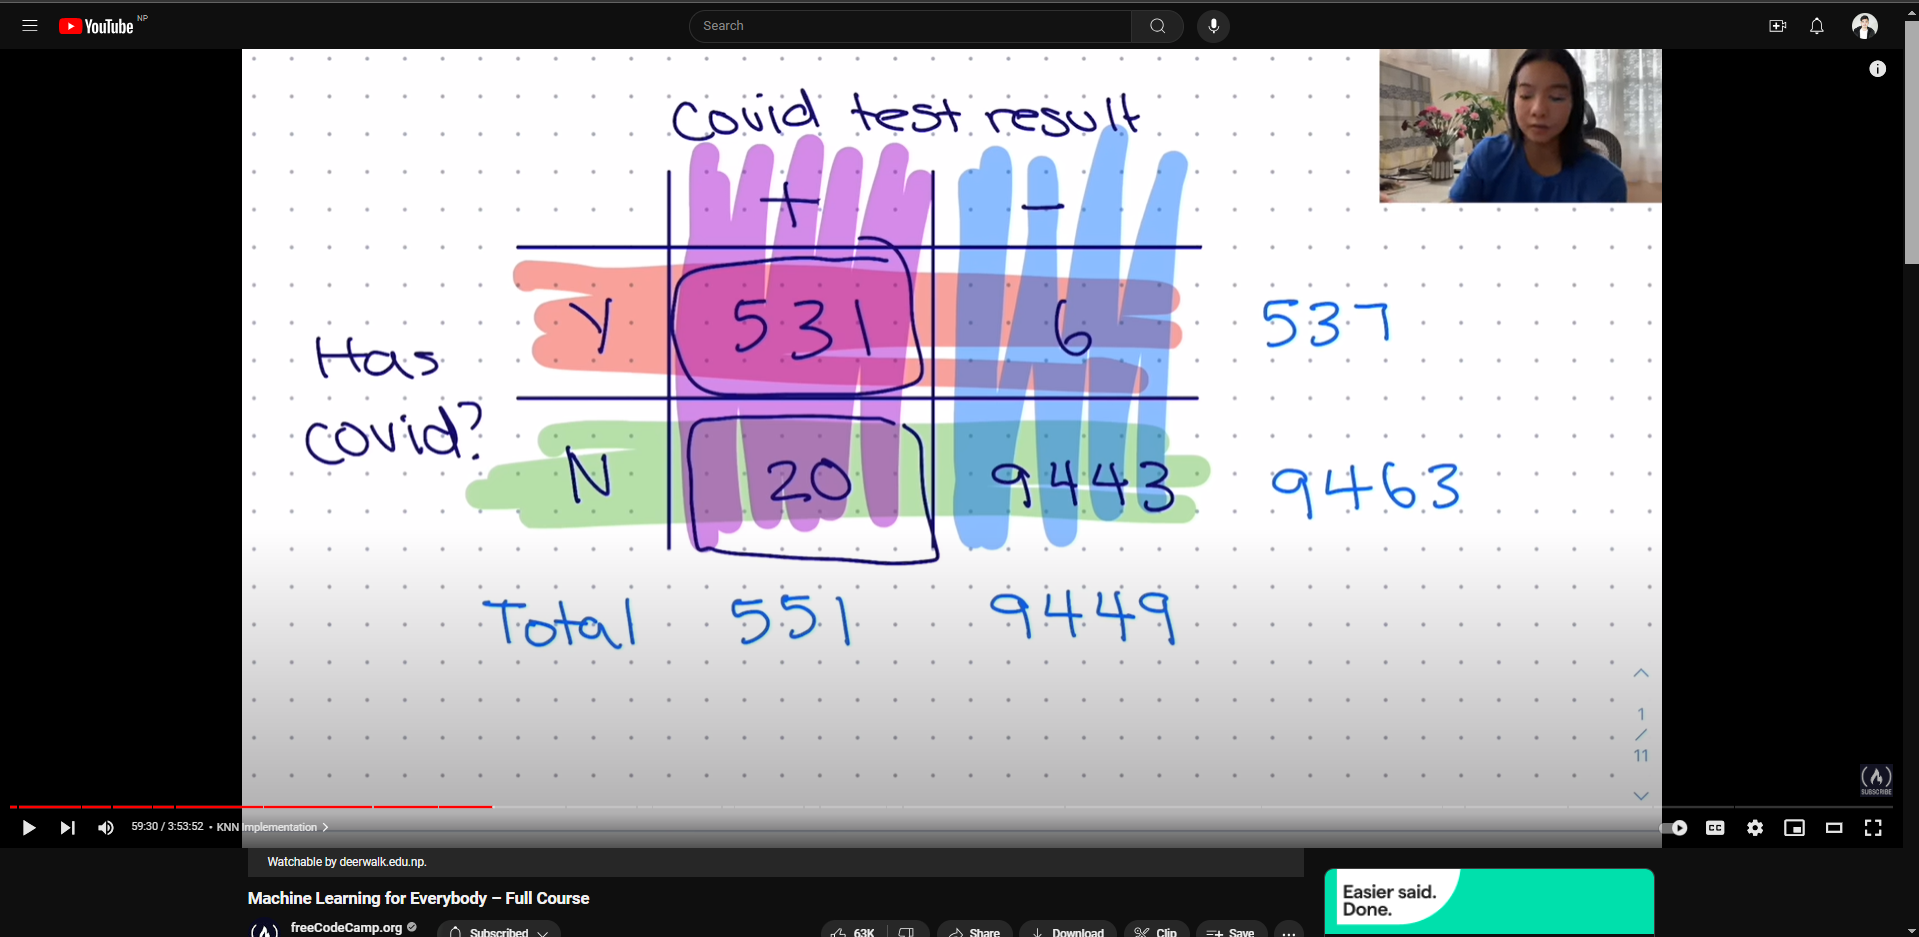 YouTube NP
Search
Covid test result
+ −
Y 531 6 537
Has
covid?
N 20 9443 9463
Total 551 9449
1
/
11
SUBSCRIBE
59:30 / 3:53:52 • KNN Implementation
CC
Watchable by deerwalk.edu.np.
Machine Learning for Everybody – Full Course
freeCodeCamp.org
Subscribed
63K
Share
Download
Clip
Save
Easier said.
Done.